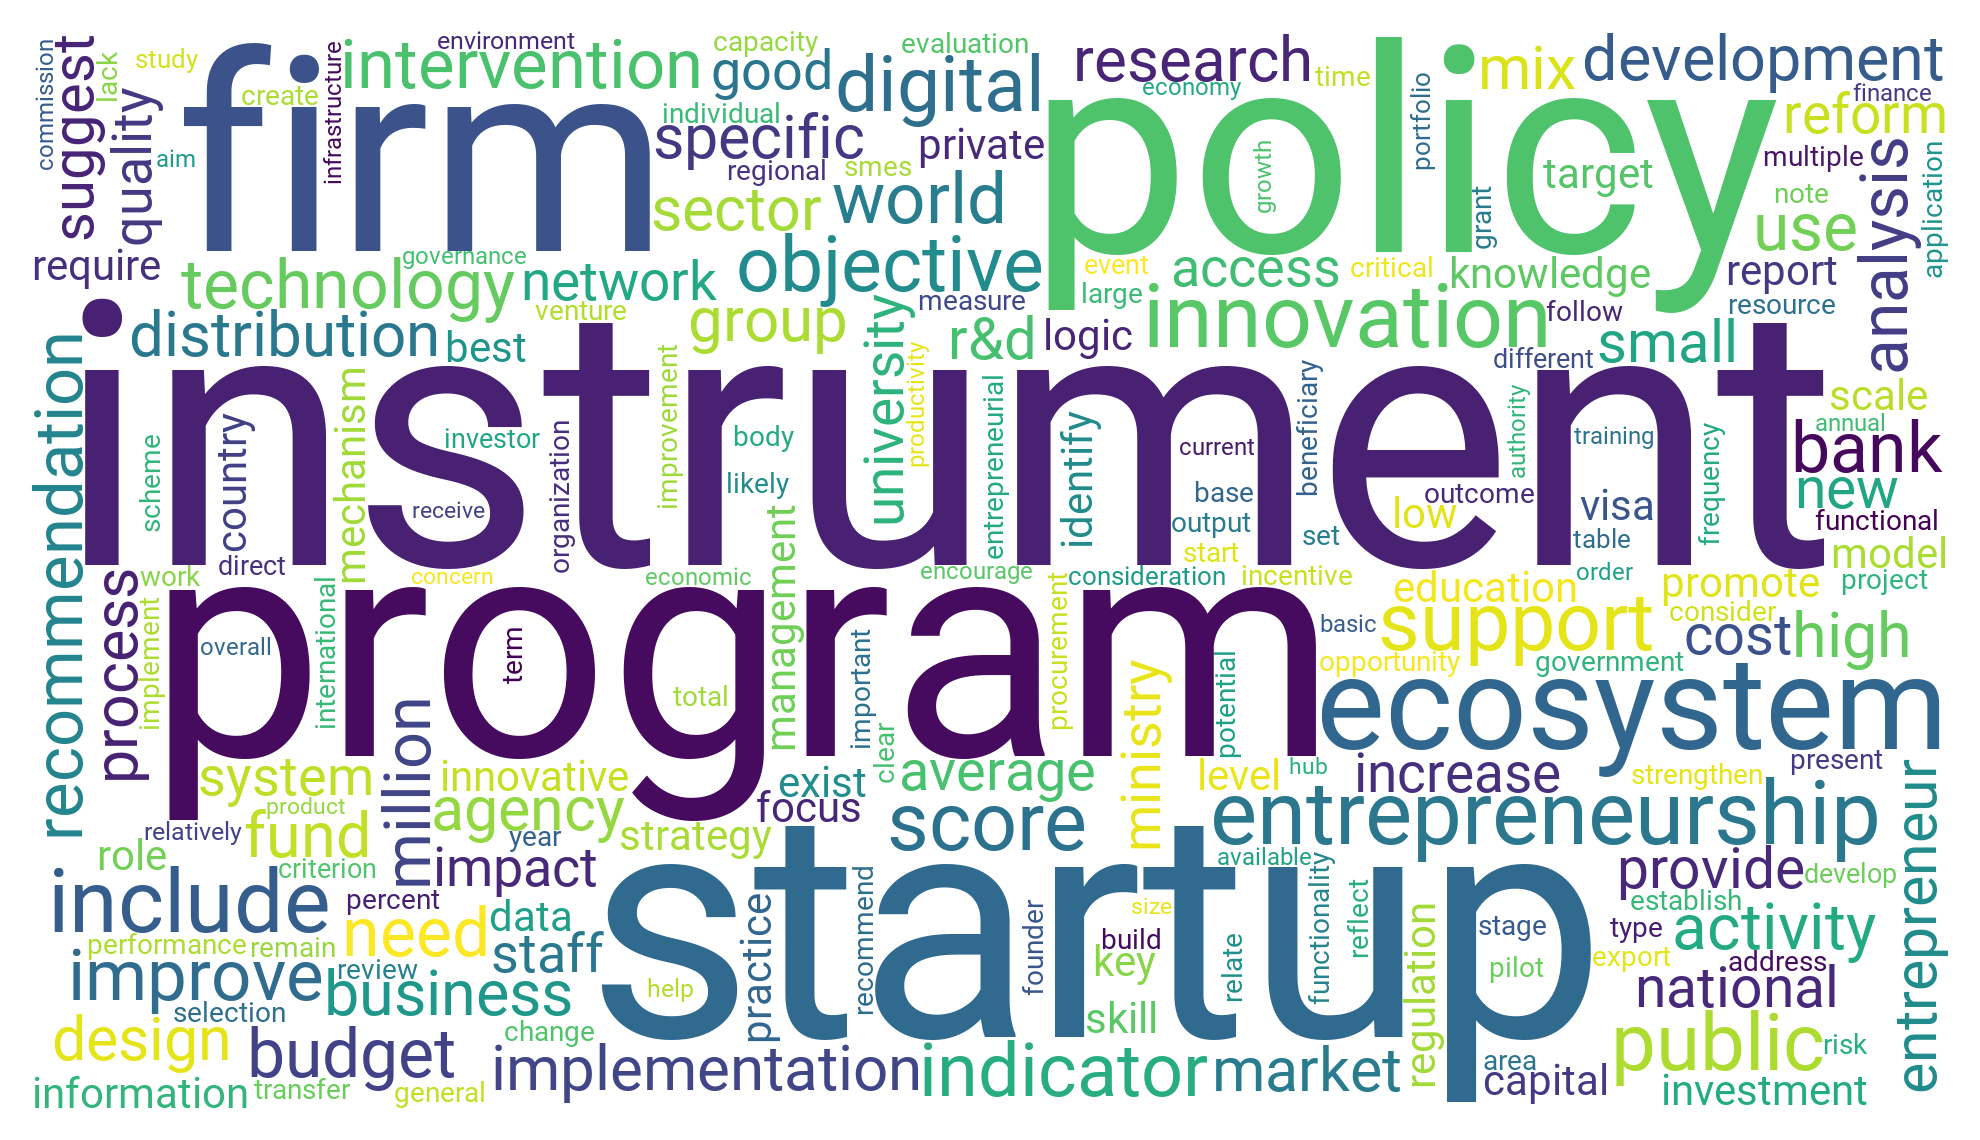 firm
policy
instrument
program
startup
ecosystem
commission
suggest
lack
study
quality
aim
create
infrastructure
intervention
environment
good
capacity
digital
evaluation
individual
specific
regional
private
smes
sector
world
research
economy
time
mix
development
finance
reform
portfolio
growth
target
multiple
grant
note
use
analysis
application
require
technology
governance
network
venture
objective
measure
event
large
access
critical
knowledge
innovation
follow
report
resource
distribution
best
group
university
r&d
logic
productivity
different
small
scale
annual
recommendation
scheme
country
mechanism
investor
receive
organization
improvement
body
likely
entrepreneurial
identify
current
base
output
start
beneficiary
set
outcome
low
authority
training
visa
table
frequency
bank
new
functional
model
process
work
direct
concern
economic
encourage
consideration
incentive
education
order
promote
project
implement
overall
international
term
total
management
important
procurement
potential
basic
support
consider
opportunity
government
cost
high
system
product
million
innovative
agency
exist
clear
focus
average
ministry
level
hub
increase
strengthen
present
relatively
fund
role
criterion
year
strategy
score
entrepreneurship
entrepreneur
include
impact
percent
need
data
staff
practice
recommend
founder
size
build
key
available
functionality
reflect
relate
regulation
stage
pilot
provide
develop
establish
type
activity
export
address
national
performance
remain
improve
review
business
selection
help
change
skill
design
budget
implementation
indicator
market
area
capital
public
risk
information
transfer
general
investment